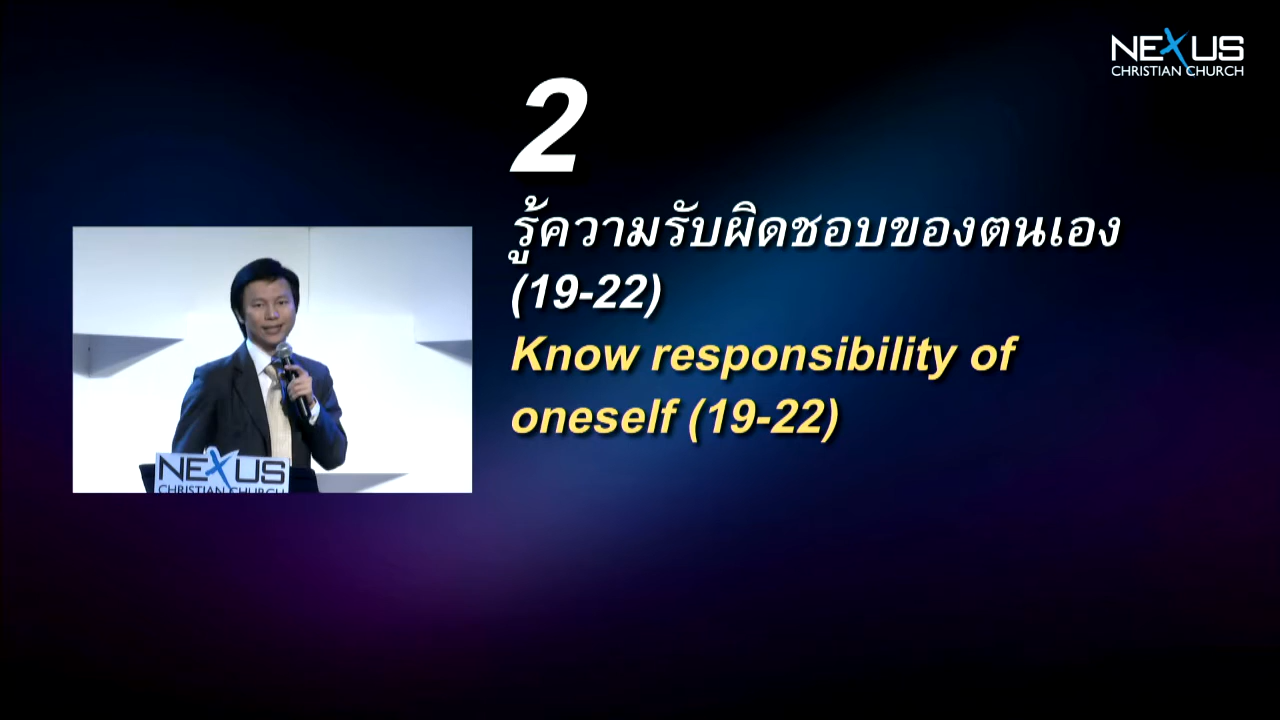 NEXUS
CHRISTIAN CHURCH
2
รู้ความรับผิดชอบของตนเอง
(19-22)
Know responsibility of
oneself (19-22)
NEXUS
CHRISTIAN CHURCH